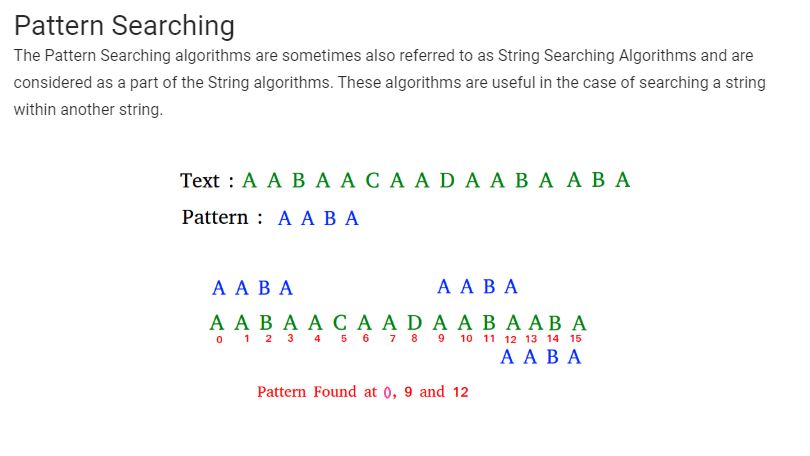 Pattern Searching
The Pattern Searching algorithms are sometimes also referred to as String Searching Algorithms and are
considered as a part of the String algorithms. These algorithms are useful in the case of searching a string
within another string.
Text : A A B A A C A A D A A B A A B A
Pattern : A A B A
A A B A A A B A
A A B A A C A A D A A B A A B A
0 1 2 3 4 5 6 7 8 9 10 11 12 13 14 15
A A B A
Pattern Found at 0, 9 and 12